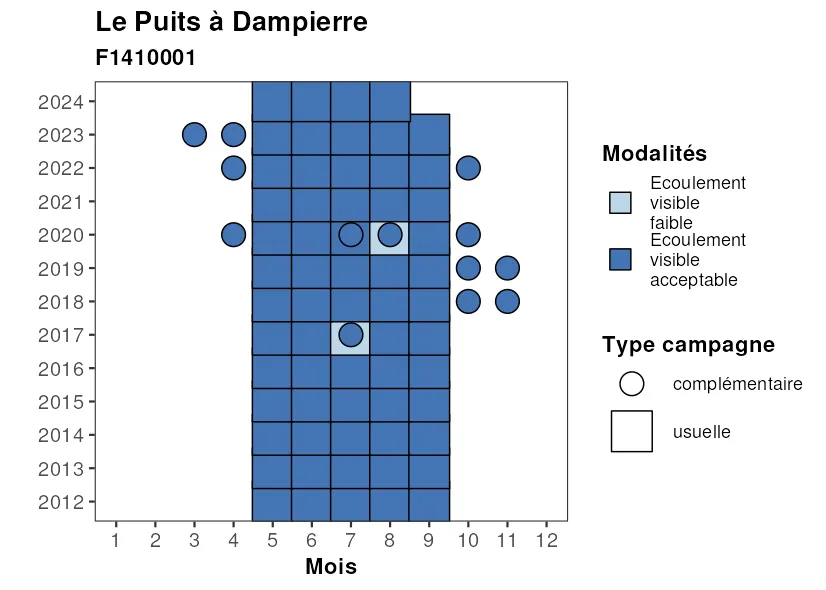 Le Puits à Dampierre
F1410001
2024
2023
2022
2021
2020
2019
2018
2017
2016
2015
2014
2013
2012
1 2 3 4 5 6 7 8 9 10 11 12
Mois
Modalités
Ecoulement
visible
faible
Ecoulement
visible
acceptable
Type campagne
complémentaire
usuelle